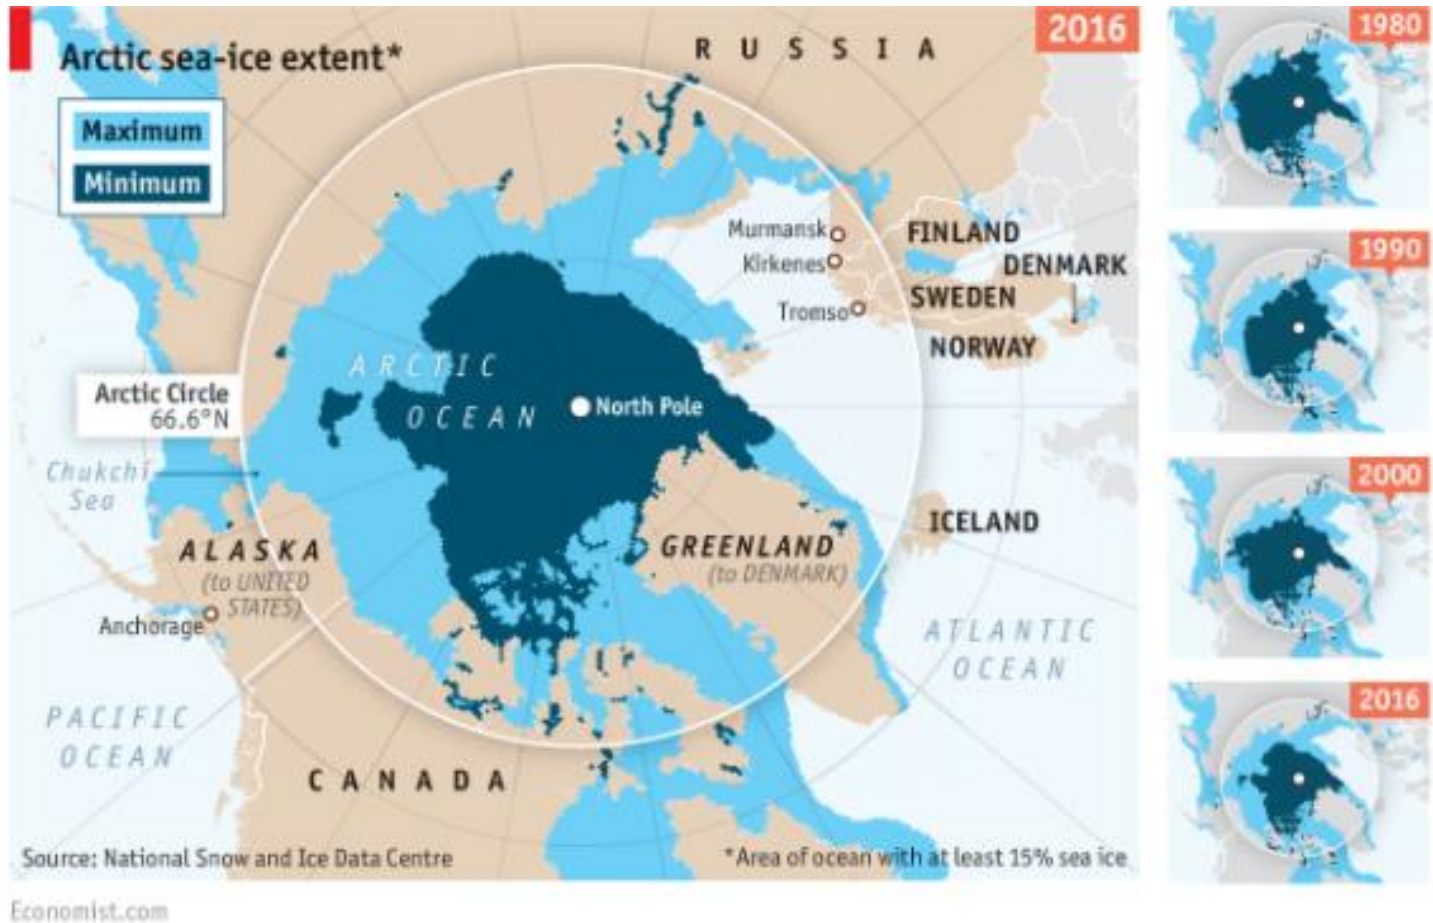 Arctic sea-ice extent*
Maximum
Minimum
2016
RUSSIA
Murmansk
Kirkenes
Tromso
FINLAND
DENMARK
SWEDEN
NORWAY
ARCTIC
OCEAN
North Pole
Arctic Circle
66.6°N
Chukchi
Sea
ALASKA
(to UNITED
STATES)
Anchorage
GREENLAND
(to DENMARK)
ICELAND
ATLANTIC
OCEAN
PACIFIC
OCEAN
CANADA
Source: National Snow and Ice Data Centre
*Area of ocean with at least 15% sea ice
1980
1990
2000
2016
Economist.com